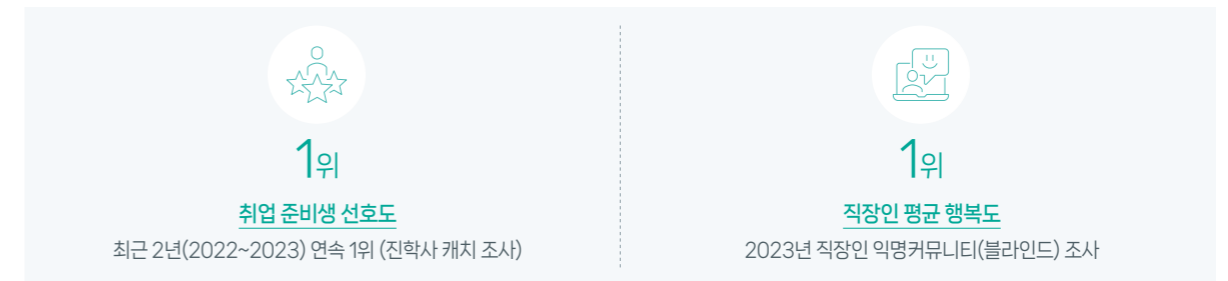 1위
취업 준비생 선호도
최근 2년(2022~2023) 연속 1위 (진학사 캐치 조사)
1위
직장인 평균 행복도
2023년 직장인 익명커뮤니티(블라인드) 조사